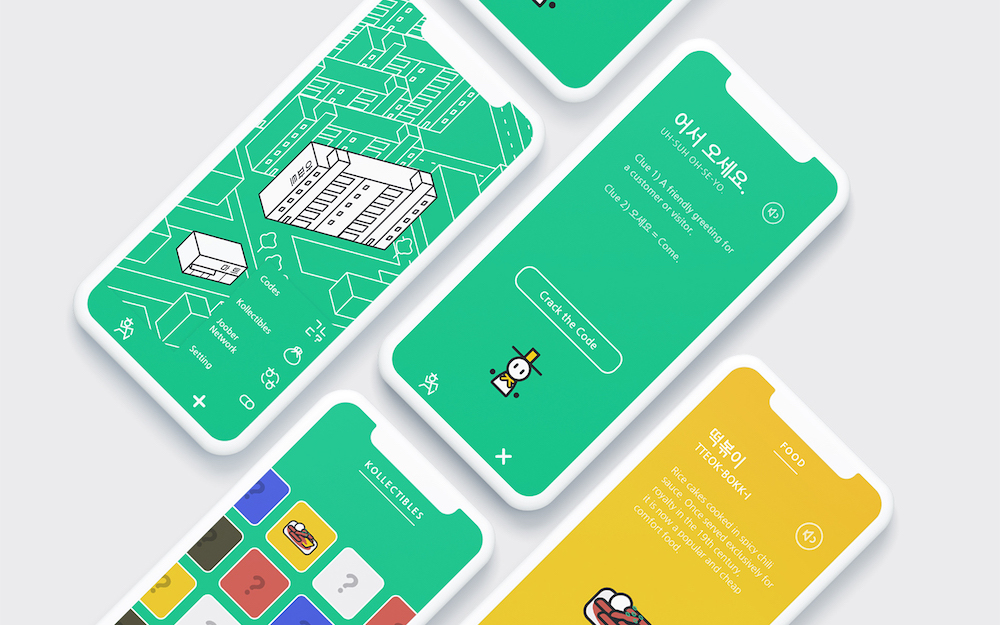 Codes
Kollectibles
Joober
Network
Setting
어서 오세요.
UH-SUH OH-SE-YO.
Clue 1) A friendly greeting for
a customer or visitor.
Clue 2) 오세요 = Come.
Crack the Code
KOLLECTIBLES
?
?
?
?
?
FOOD
떡볶이
TTEOK-BOKK-I
Rice cakes cooked in spicy chili
sauce. Once served exclusively for
royalty in the 19th century,
it is now a popular and cheap
comfort food.